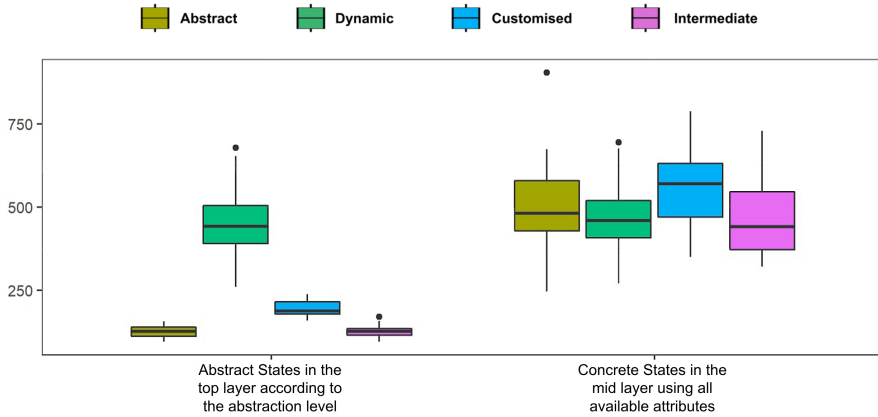 Abstract Dynamic Customised Intermediate
750
500
250
Abstract States in the
top layer according to
the abstraction level
Concrete States in the
mid layer using all
available attributes